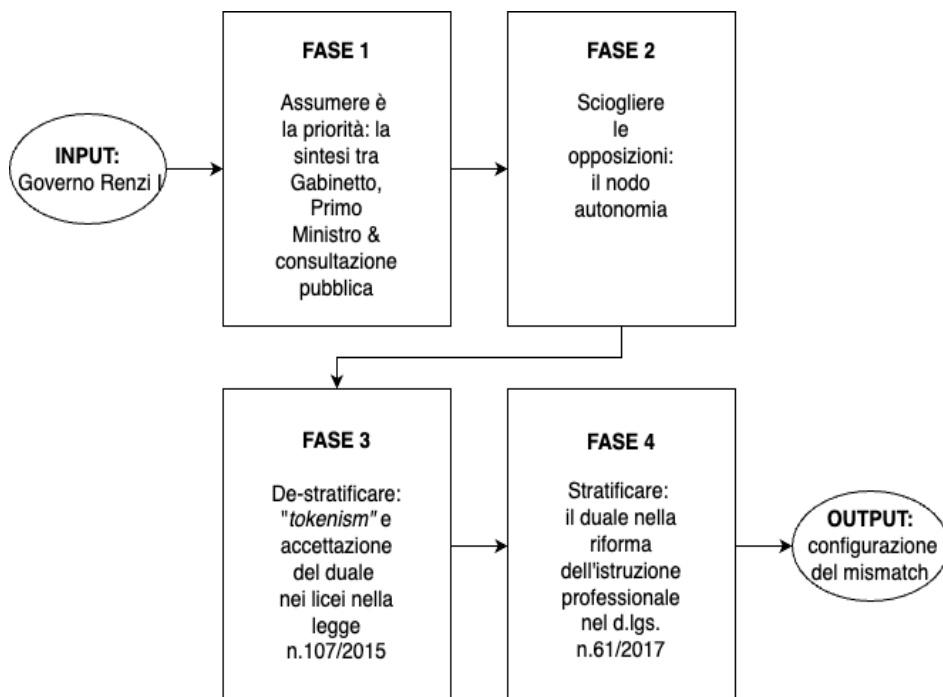 INPUT:
Governo Renzi I
FASE 1
Assumere è
la priorità: la
sintesi tra
Gabinetto,
Primo
Ministro &
consultazione
pubblica
FASE 2
Sciogliere
le
opposizioni:
il nodo
autonomia
FASE 3
De-stratificare:
"tokenism" e
accettazione
del duale
nei licei nella
legge
n.107/2015
FASE 4
Stratificare:
il duale nella
riforma
dell'istruzione
professionale
nel d.lgs.
n.61/2017
OUTPUT:
configurazione
del mismatch